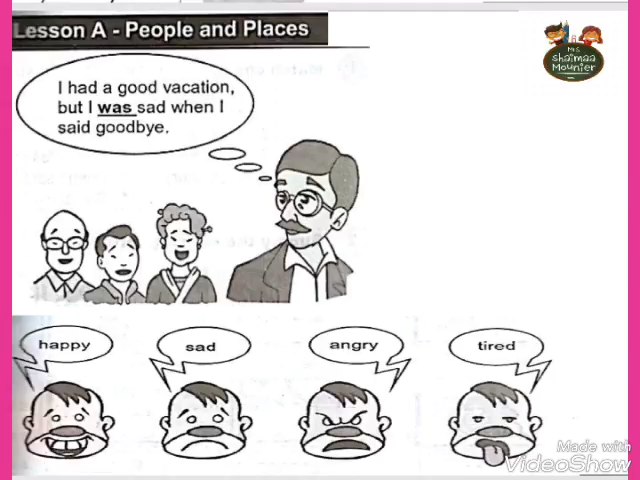 Lesson A - People and Places
Mrs
Shaimaa
Mounier
I had a good vacation,
but I was sad when I
said goodbye.
happy
sad
angry
tired
Made with
VideoShow